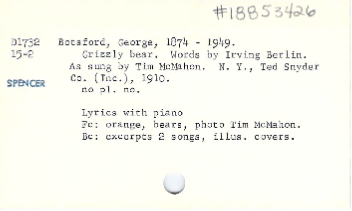 #18853426
D1732 Botsford, George, 1874 - 1949.
15-2 Grizzly bear. Words by Irving Berlin.
As sung by Tim McMahon. N. Y., Ted Snyder
SPENCER Co. (Inc.), 1910.
no pl. no.
Lyrics with piano
Fc: orange, bears, photo Tim McMahon.
Bc: excerpts 2 songs, illus. covers.